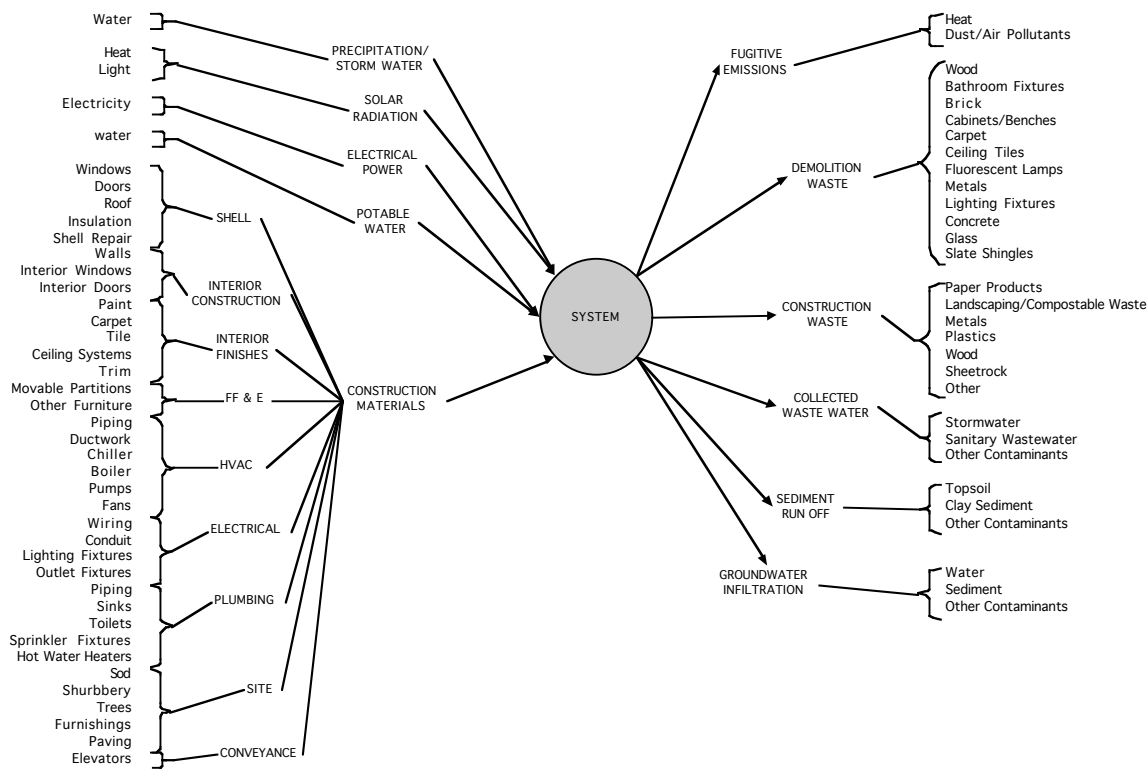 Water
Heat
Light
Electricity
water
Windows
Doors
Roof
Insulation
Shell Repair
Walls
Interior Windows
Interior Doors
Paint
Carpet
Tile
Ceiling Systems
Trim
Movable Partitions
Other Furniture
Piping
Ductwork
Chiller
Boiler
Pumps
Fans
Wiring
Conduit
Lighting Fixtures
Outlet Fixtures
Piping
Sinks
Toilets
Sprinkler Fixtures
Hot Water Heaters
Sod
Shurbbery
Trees
Furnishings
Paving
Elevators
PRECIPITATION/
STORM WATER
SOLAR
RADIATION
ELECTRICAL
POWER
POTABLE
WATER
SHELL
INTERIOR
CONSTRUCTION
INTERIOR
FINISHES
FF & E
HVAC
ELECTRICAL
PLUMBING
SITE
CONVEYANCE
CONSTRUCTION
MATERIALS
SYSTEM
FUGITIVE
EMISSIONS
DEMOLITION
WASTE
CONSTRUCTION
WASTE
COLLECTED
WASTE WATER
SEDIMENT
RUN OFF
GROUNDWATER
INFILTRATION
Heat
Dust/Air Pollutants
Wood
Bathroom Fixtures
Brick
Cabinets/Benches
Carpet
Ceiling Tiles
Fluorescent Lamps
Metals
Lighting Fixtures
Concrete
Glass
Slate Shingles
Paper Products
Landscaping/Compostable Waste
Metals
Plastics
Wood
Sheetrock
Other
Stormwater
Sanitary Wastewater
Other Contaminants
Topsoil
Clay Sediment
Other Contaminants
Water
Sediment
Other Contaminants